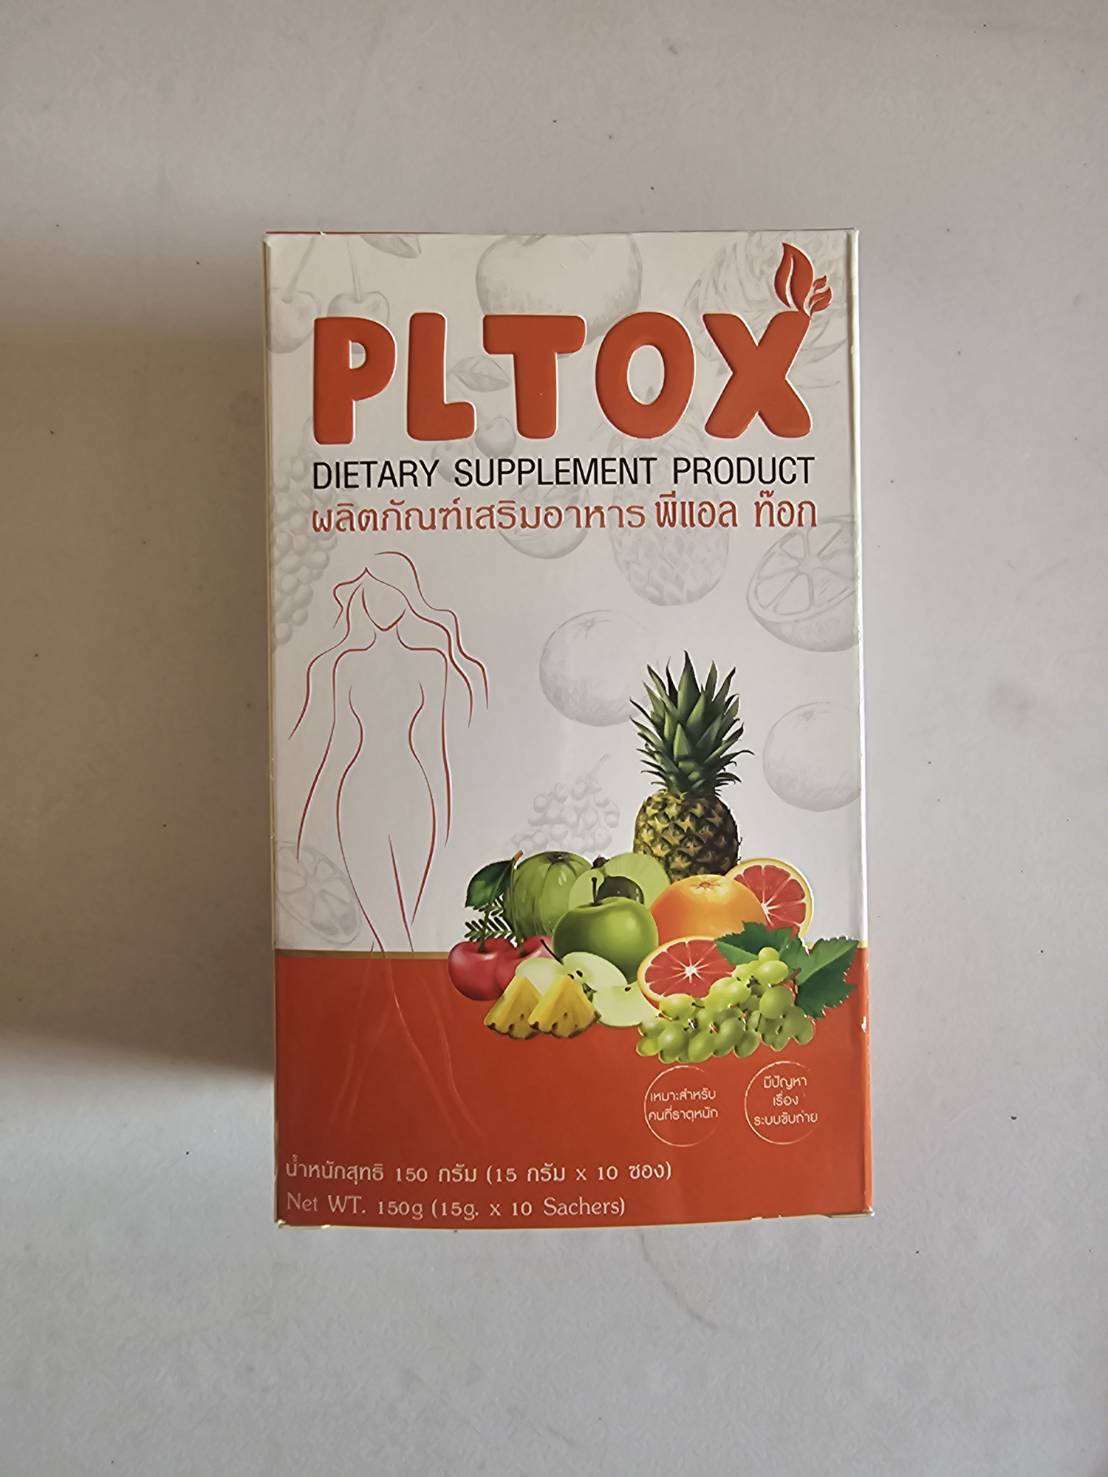 PLTOX
DIETARY SUPPLEMENT PRODUCT
ผลิตภัณฑ์เสริมอาหาร พีแอล ท๊อก
เหมาะสำหรับ
คนที่ธาตุหนัก
มีปัญหา
เรื่อง
ระบบขับถ่าย
น้ำหนักสุทธิ 150 กรัม (15 กรัม x 10 ซอง)
Net WT. 150g (15g. x 10 Sachers)